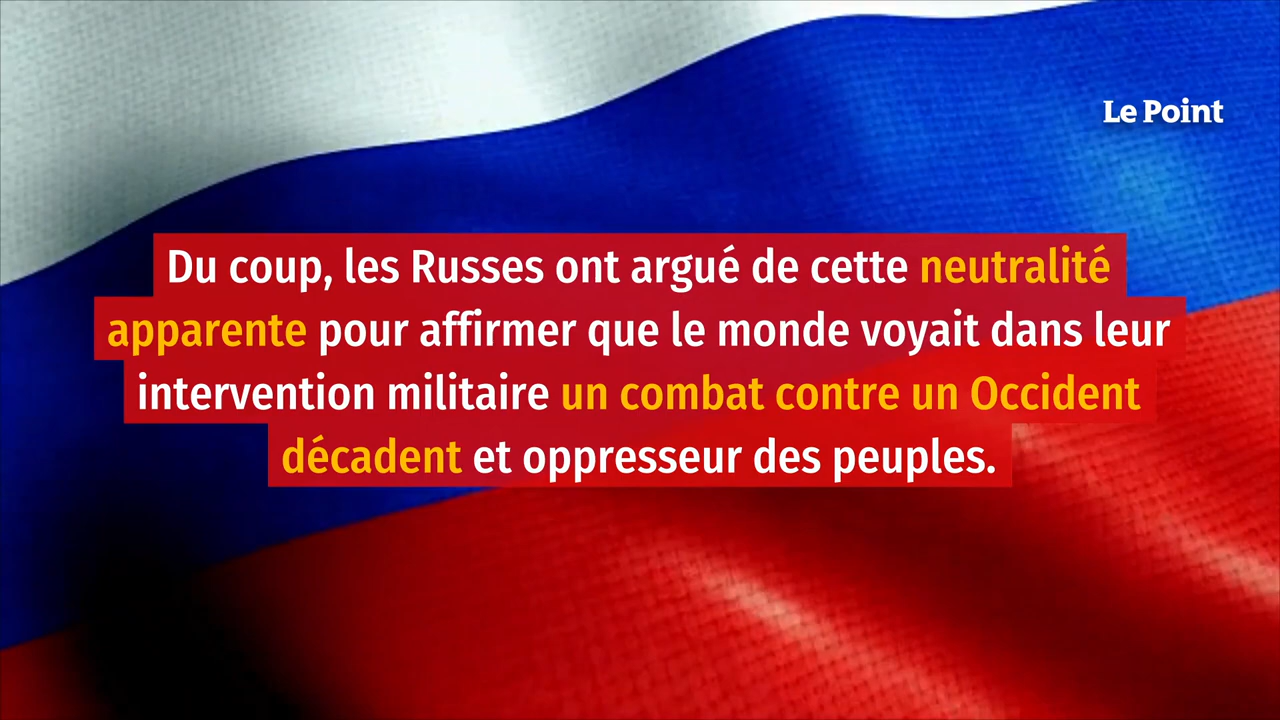 Le Point
Du coup, les Russes ont argué de cette neutralité
apparente pour affirmer que le monde voyait dans leur
intervention militaire un combat contre un Occident
décadent et oppresseur des peuples.